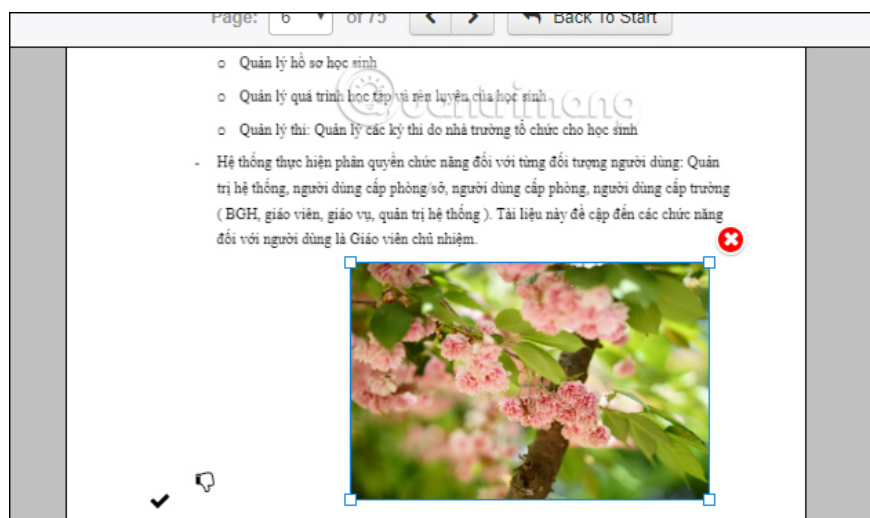 Page: 6 of 75 Back To Start
o Quản lý hồ sơ học sinh
o Quản lý quá trình học tập và rèn luyện của học sinh
o Quản lý thi: Quản lý các kỳ thi do nhà trường tổ chức cho học sinh
- Hệ thống thực hiện phân quyền chức năng đối với từng đối tượng người dùng: Quản
trị hệ thống, người dùng cấp phòng/sở, người dùng cấp phòng, người dùng cấp trường
( BGH, giáo viên, giáo vụ, quản trị hệ thống ). Tài liệu này đề cập đến các chức năng
đối với người dùng là Giáo viên chủ nhiệm.
quantrimang